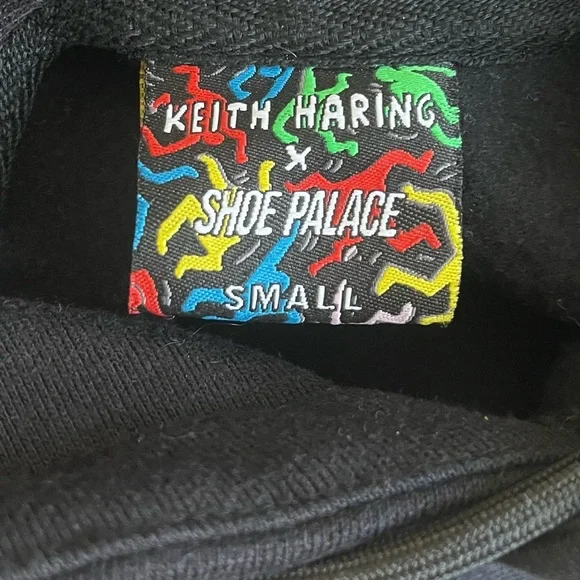 KEITH HARING
X
SHOE PALACE
SMALL